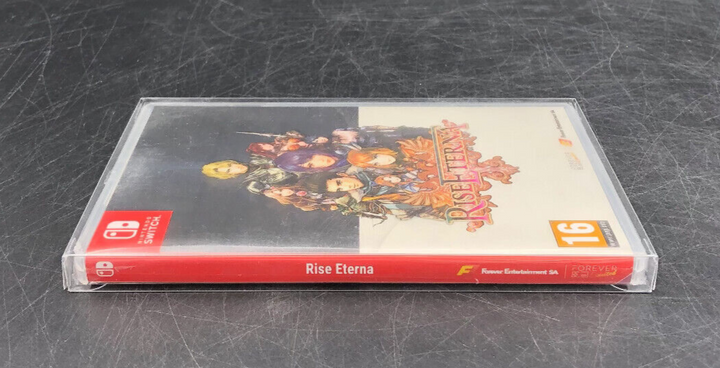 RISE ETERNA
NINTENDO
SWITCH
16
Rise Eterna
Forever Entertainment SA
FOREVER